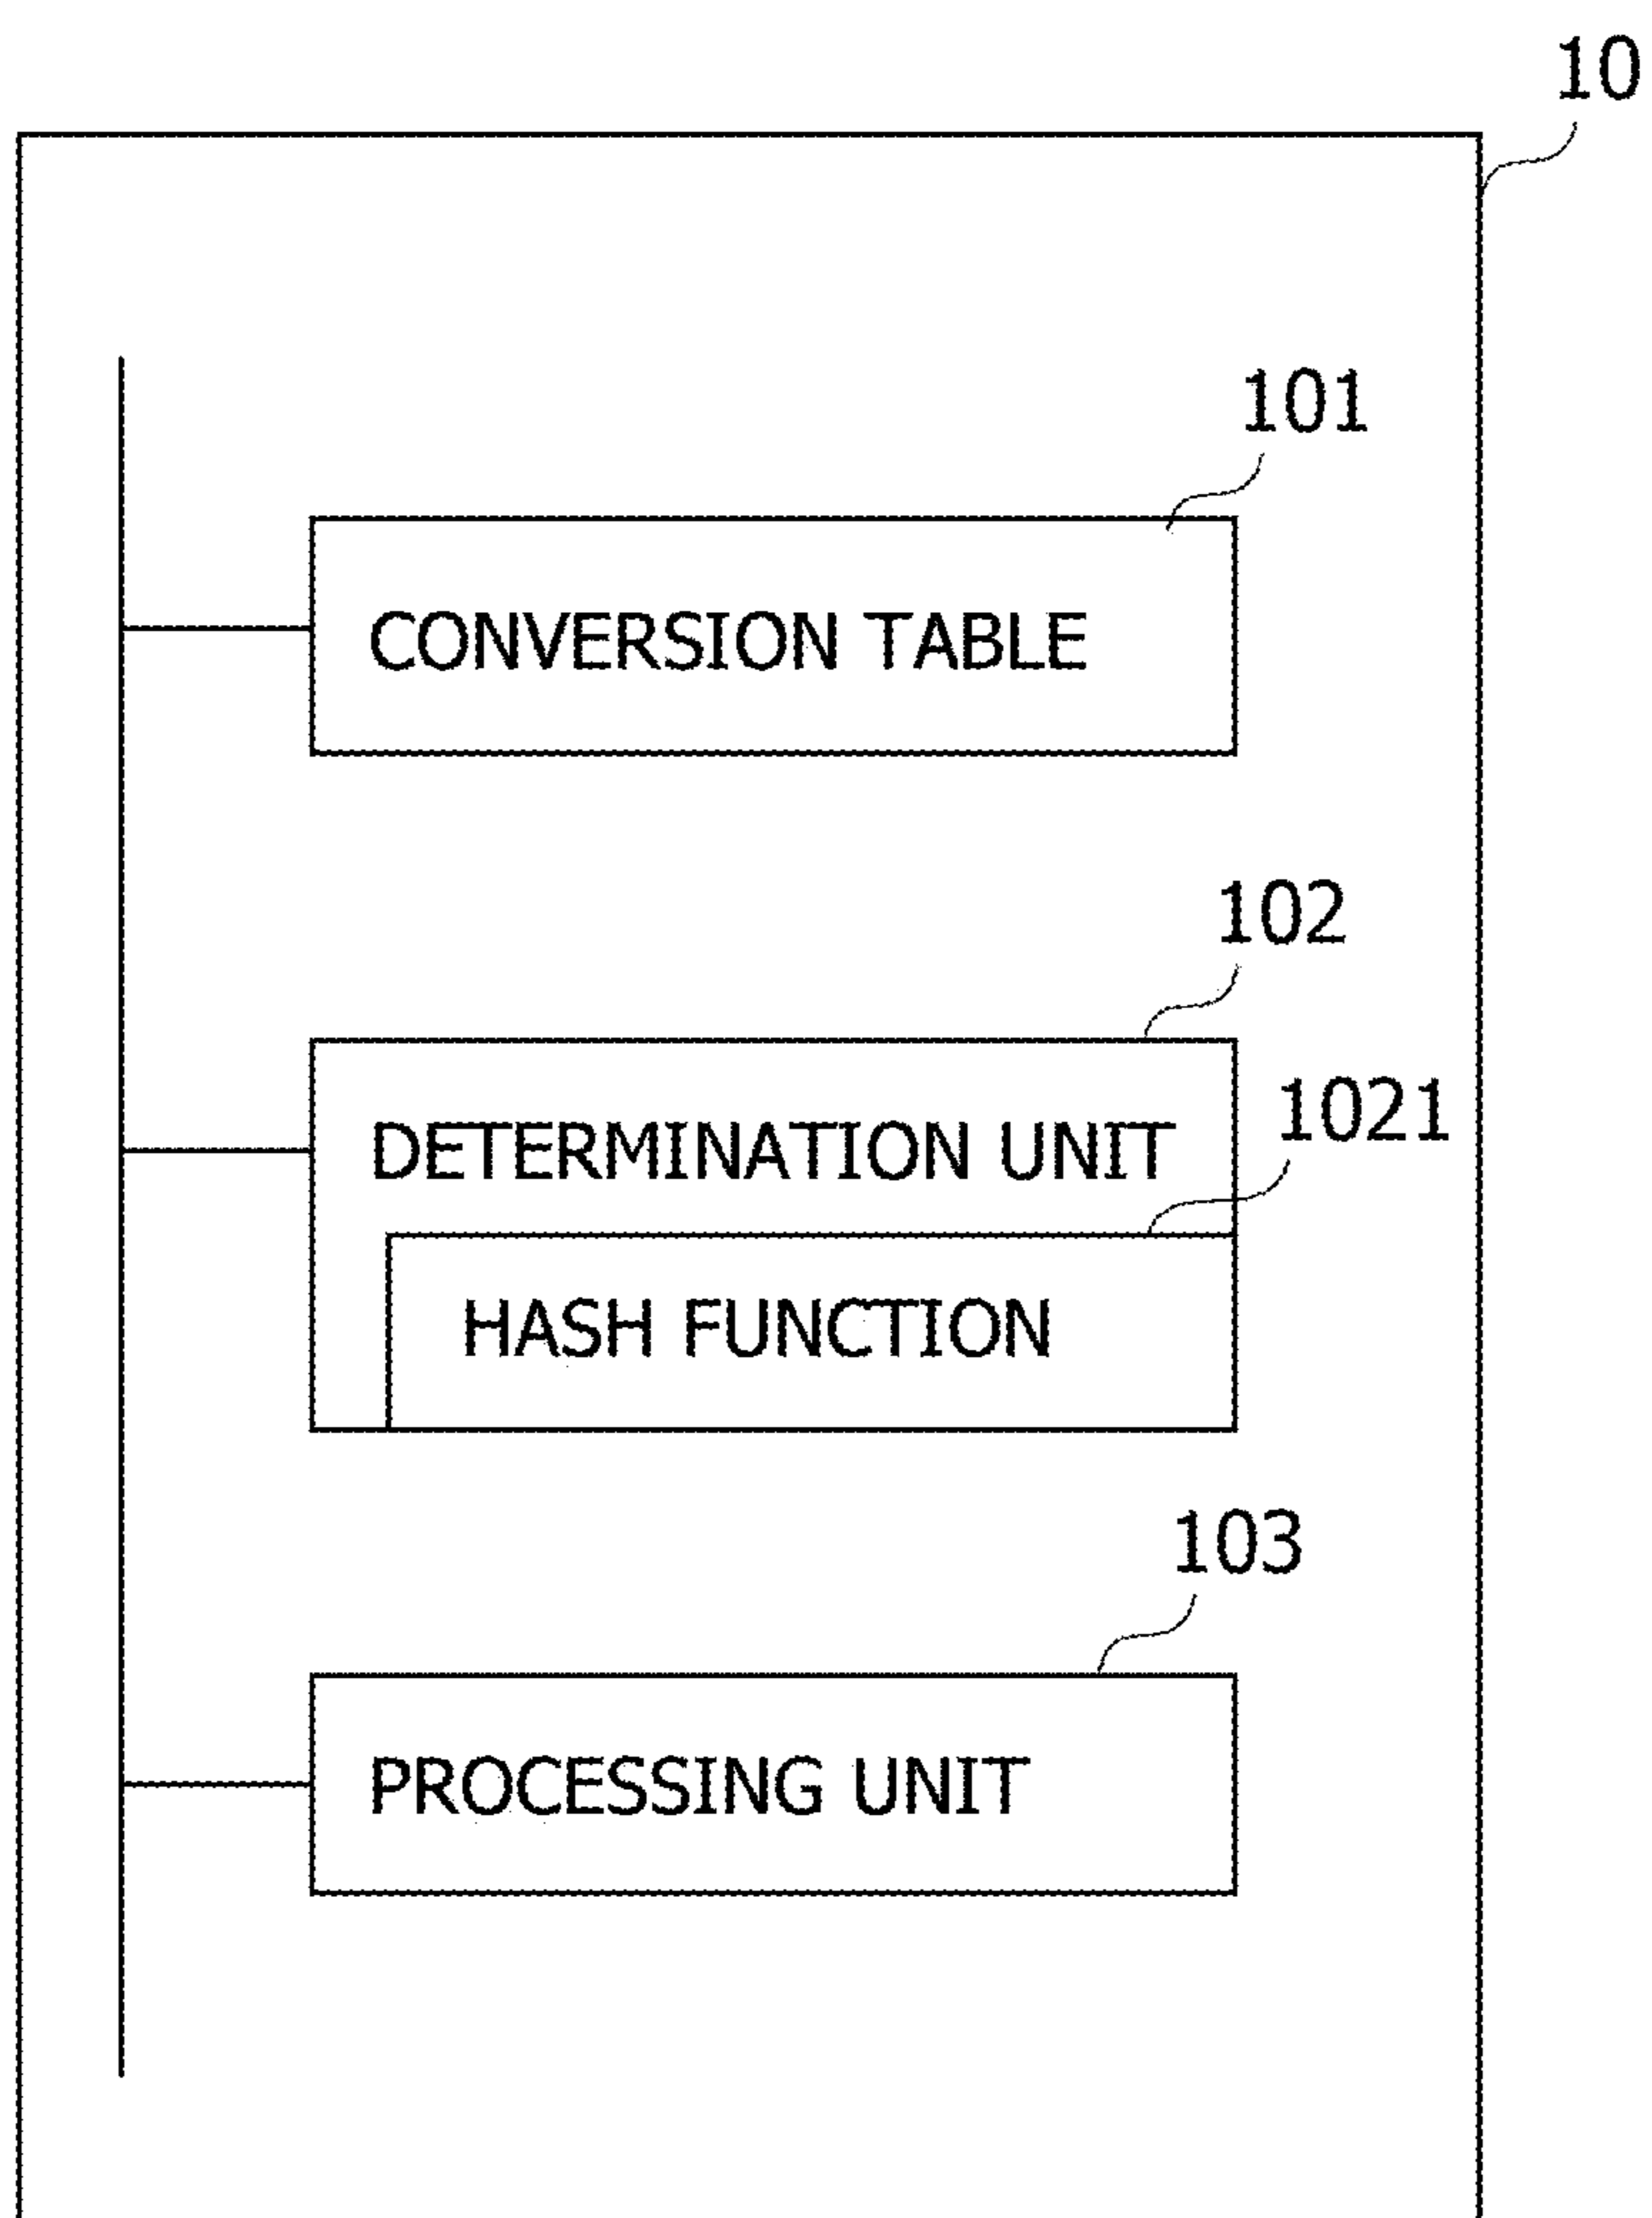 10
101
CONVERSION TABLE
102
1021
DETERMINATION UNIT
HASH FUNCTION
103
PROCESSING UNIT